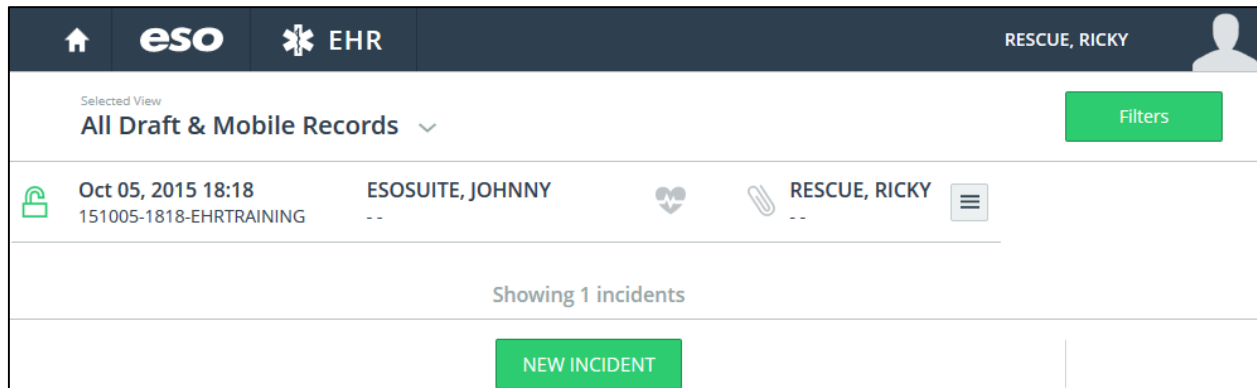 eso EHR RESCUE, RICKY
Selected View
All Draft & Mobile Records Filters
Oct 05, 2015 18:18 ESOSUITE, JOHNNY RESCUE, RICKY
151005-1818-EHRTRAINING -- --
Showing 1 incidents
NEW INCIDENT